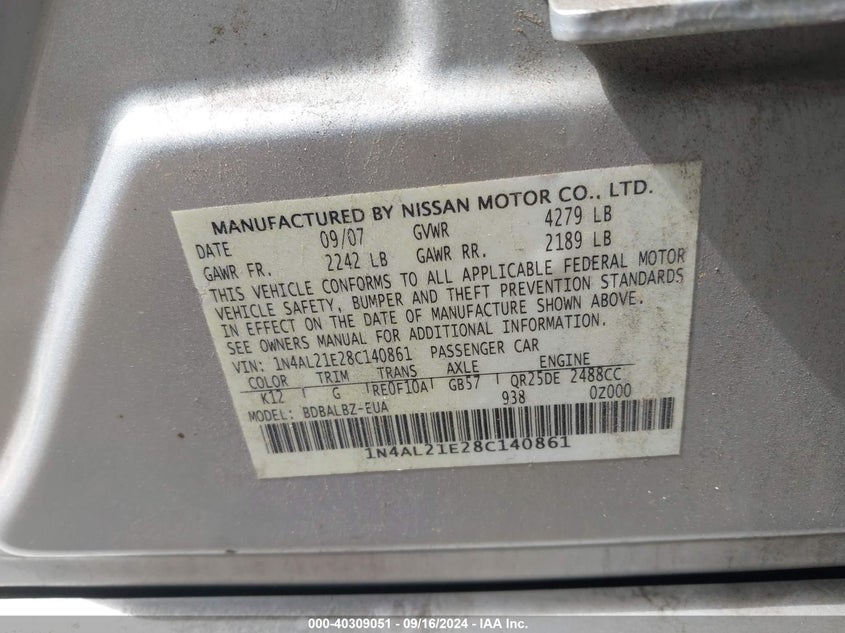 MANUFACTURED BY NISSAN MOTOR CO., LTD.
DATE 09/07 GVWR 4279 LB
GAWR FR. 2242 LB GAWR RR. 2189 LB
THIS VEHICLE CONFORMS TO ALL APPLICABLE FEDERAL MOTOR
VEHICLE SAFETY, BUMPER AND THEFT PREVENTION STANDARDS
IN EFFECT ON THE DATE OF MANUFACTURE SHOWN ABOVE.
SEE OWNERS MANUAL FOR ADDITIONAL INFORMATION.
VIN: 1N4AL21E28C140861 PASSENGER CAR
COLOR TRIM TRANS AXLE ENGINE
K12 G RE0F10A GB57 QR25DE 2488CC
MODEL: BDBALBZ-EUA 938 0Z000
1N4AL21E28C140861
000-40309051 - 09/16/2024 - IAA Inc.